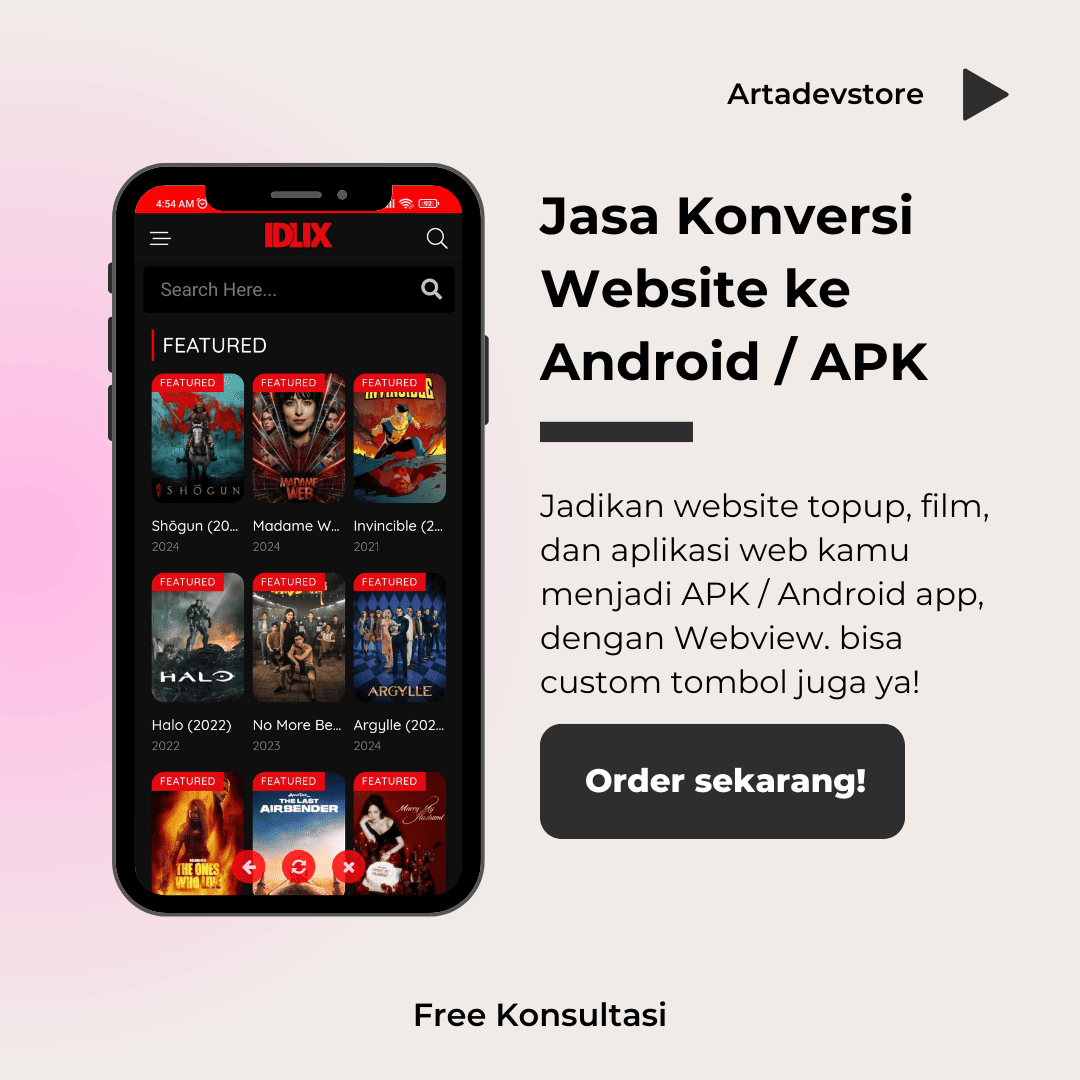 Artadevstore
Jasa Konversi
Website ke
Android / APK
Jadikan website topup, film,
dan aplikasi web kamu
menjadi APK / Android app,
dengan Webview. bisa
custom tombol juga ya!
Order sekarang!
Free Konsultasi
4:54 AM
92
IDLIX
Search Here...
FEATURED
FEATURED FEATURED FEATURED
SHŌGUN MADAME WEB INVINCIBLE
Shōgun (20... Madame W... Invincible (2...
2024 2024 2021
FEATURED FEATURED FEATURED
HALO ARGYLLE
Halo (2022) No More Be... Argylle (202...
2022 2023 2024
FEATURED FEATURED FEATURED
THE ONES
WHO LIVE
AVATAR
THE LAST
AIRBENDER
Marry My
Husband